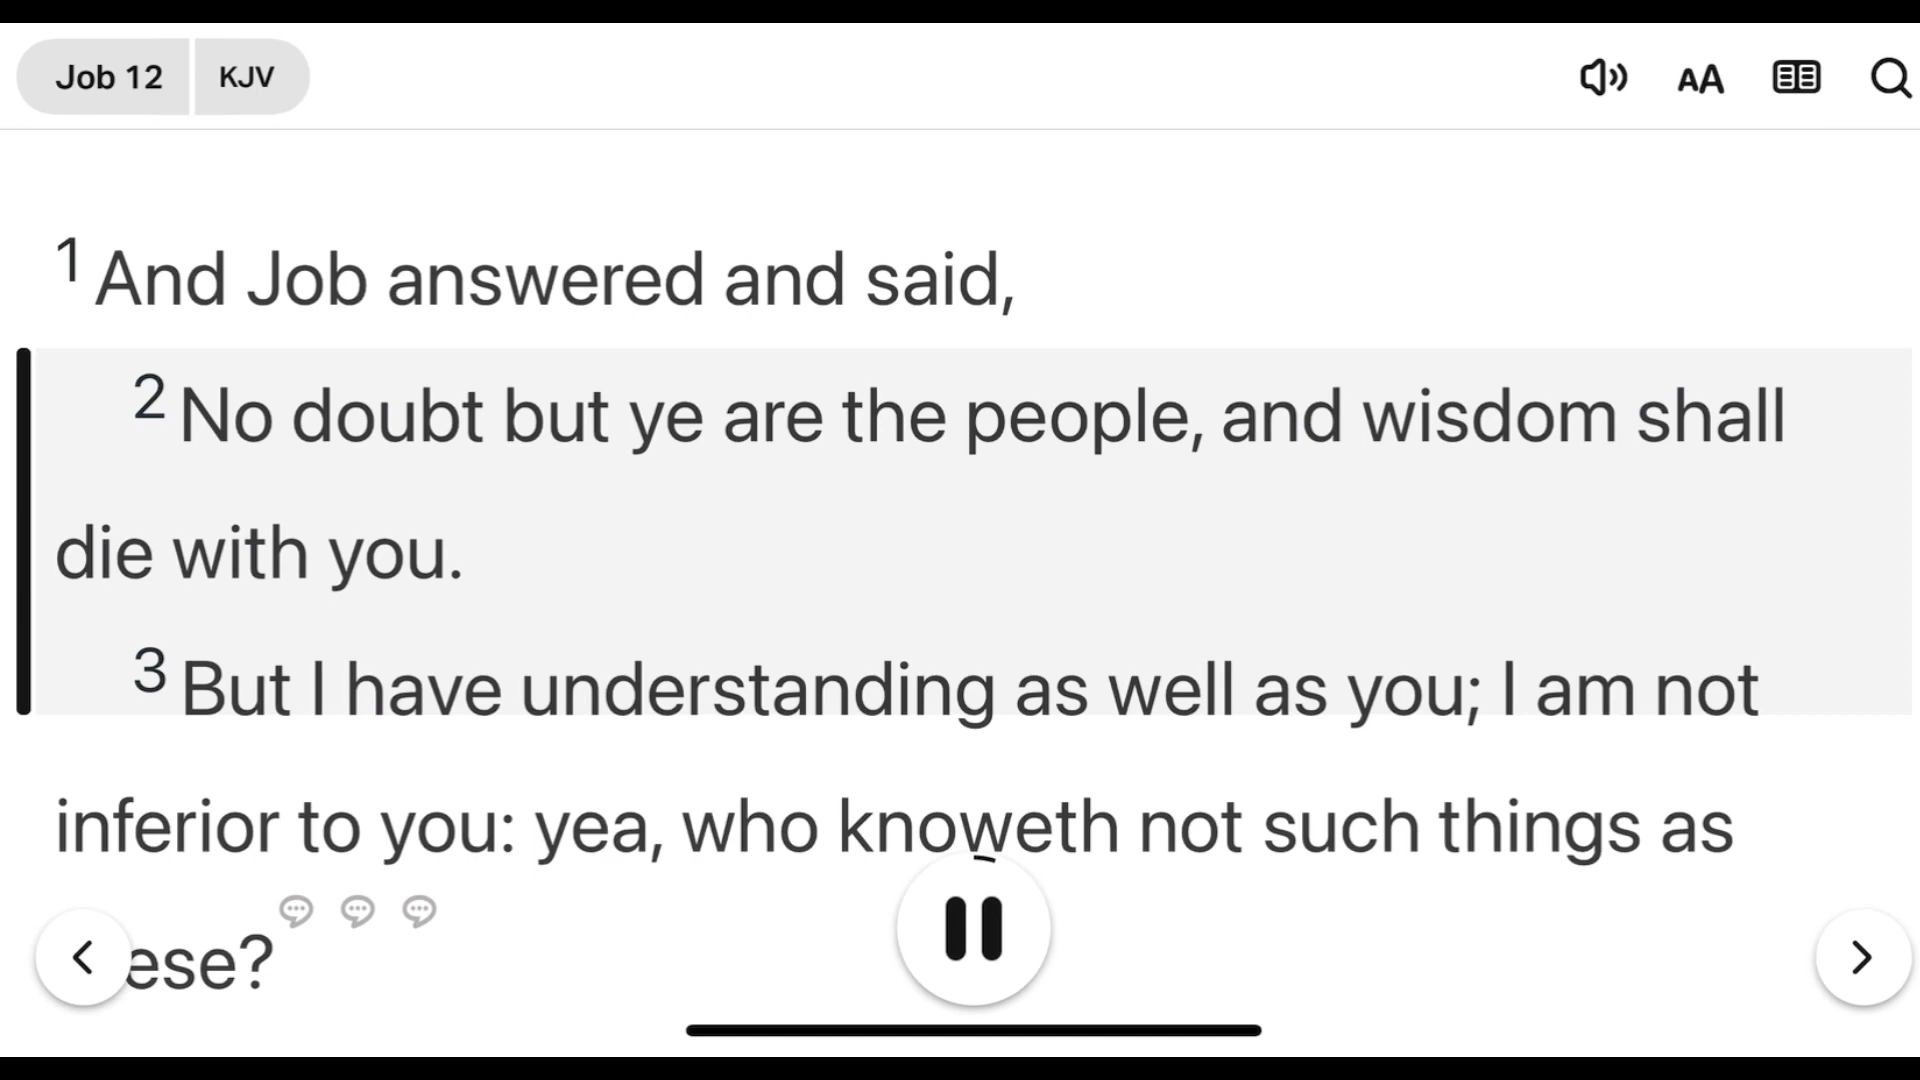 Job 12 KJV AA
1 And Job answered and said,
2 No doubt but ye are the people, and wisdom shall
die with you.
3 But I have understanding as well as you; I am not
inferior to you: yea, who knoweth not such things as
ese?